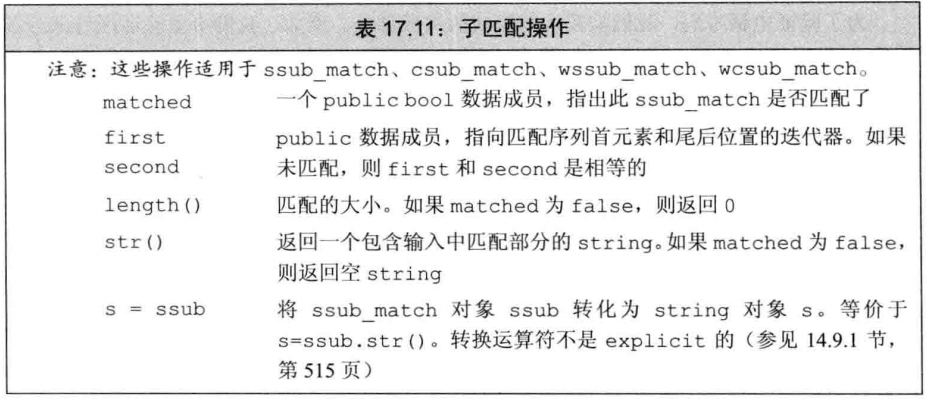 表 17.11：子匹配操作
注意：这些操作适用于 ssub_match、csub_match、wssub_match、wcsub_match。
matched 一个 public bool 数据成员，指出此 ssub_match 是否匹配了
first public 数据成员，指向匹配序列首元素和尾后位置的迭代器。如果
second 未匹配，则 first 和 second 是相等的
length() 匹配的大小。如果 matched 为 false，则返回 0
str() 返回一个包含输入中匹配部分的 string。如果 matched 为 false，
则返回空 string
s = ssub 将 ssub_match 对象 ssub 转化为 string 对象 s。等价于
s=ssub.str()。转换运算符不是 explicit 的（参见 14.9.1 节，
第 515 页）